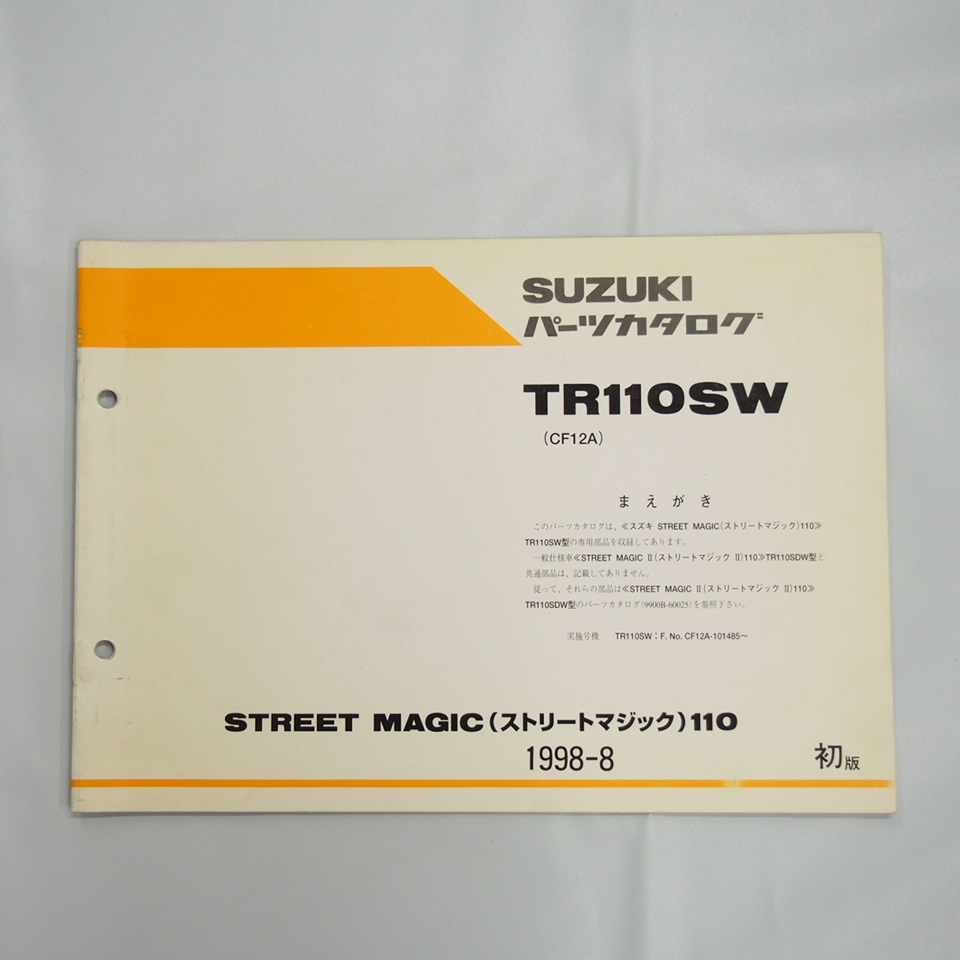 SUZUKI
パーツカタログ
TR110SW
(CF12A)
まえがき
このパーツカタログは、≪スズキ STREET MAGIC(ストリートマジック)110≫
TR110SW型の専用部品を収録してあります。
一般仕様車≪STREET MAGIC Ⅱ(ストリートマジック Ⅱ)110≫TR110SDW型と
共通部品は、記載してありません。
従って、それらの部品は≪STREET MAGIC Ⅱ(ストリートマジック Ⅱ)110≫
TR110SDW型のパーツカタログ(9900B-60025)を参照下さい。
実施号機 TR110SW：F. No. CF12A-101485～
STREET MAGIC(ストリートマジック)110
1998-8 初版